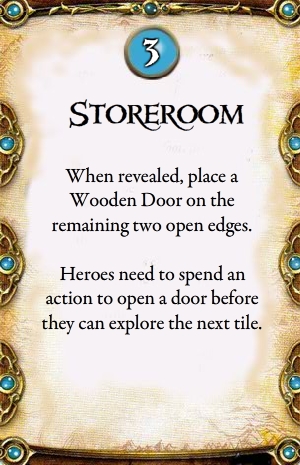 3
STOREROOM
When revealed, place a
Wooden Door on the
remaining two open edges.
Heroes need to spend an
action to open a door before
they can explore the next tile.